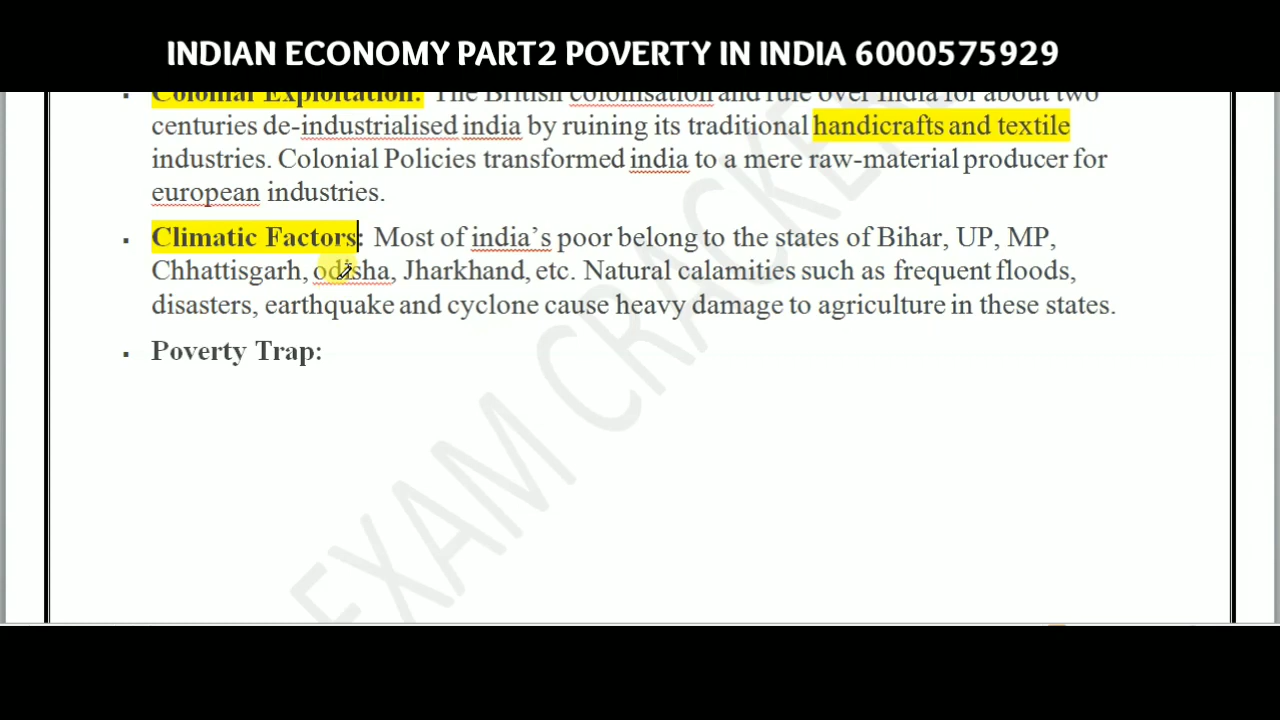 INDIAN ECONOMY PART2 POVERTY IN INDIA 6000575929
▪ Colonial Exploitation: The British colonisation and rule over India for about two
centuries de-industrialised india by ruining its traditional handicrafts and textile
industries. Colonial Policies transformed india to a mere raw-material producer for
european industries.
▪ Climatic Factors: Most of india’s poor belong to the states of Bihar, UP, MP,
Chhattisgarh, odisha, Jharkhand, etc. Natural calamities such as frequent floods,
disasters, earthquake and cyclone cause heavy damage to agriculture in these states.
▪ Poverty Trap:
EXAM CRACKER